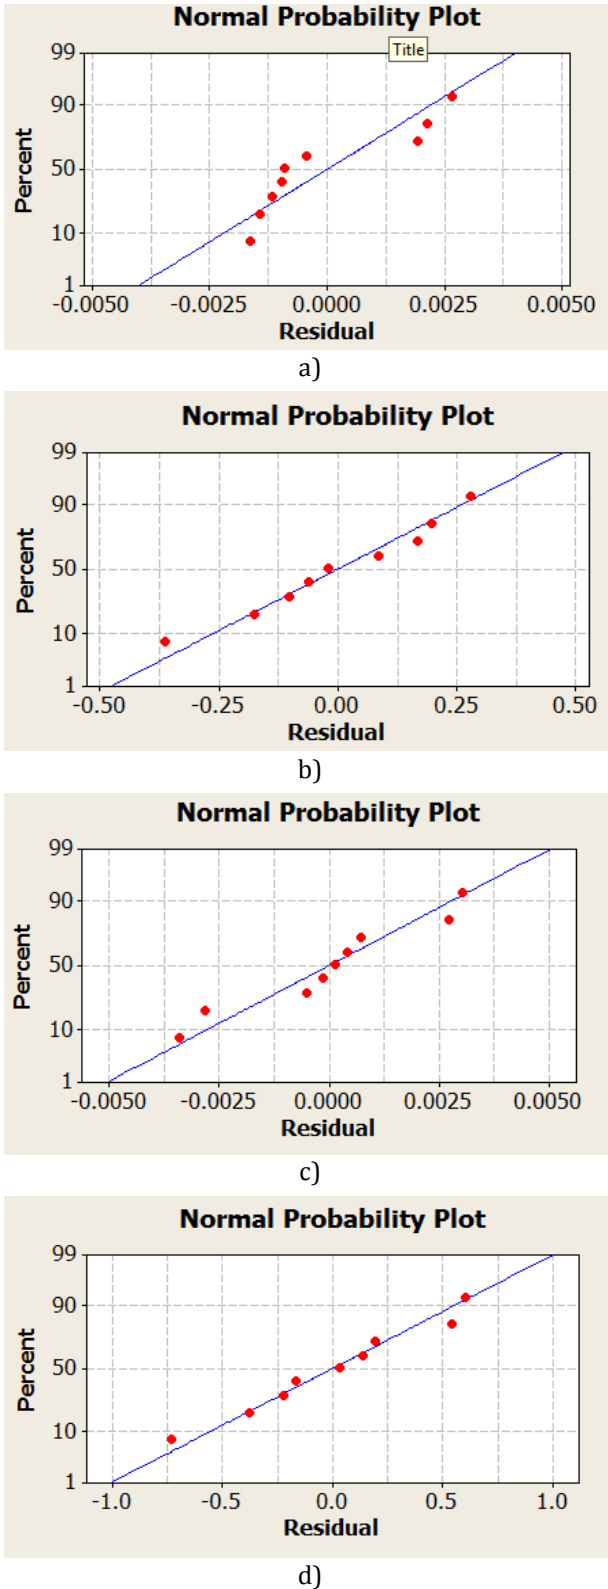 Normal Probability Plot
Title
99
90
50
10
1
Percent
-0.0050 -0.0025 0.0000 0.0025 0.0050
Residual
a)
Normal Probability Plot
99
90
50
10
1
Percent
-0.50 -0.25 0.00 0.25 0.50
Residual
b)
Normal Probability Plot
99
90
50
10
1
Percent
-0.0050 -0.0025 0.0000 0.0025 0.0050
Residual
c)
Normal Probability Plot
99
90
50
10
1
Percent
-1.0 -0.5 0.0 0.5 1.0
Residual
d)